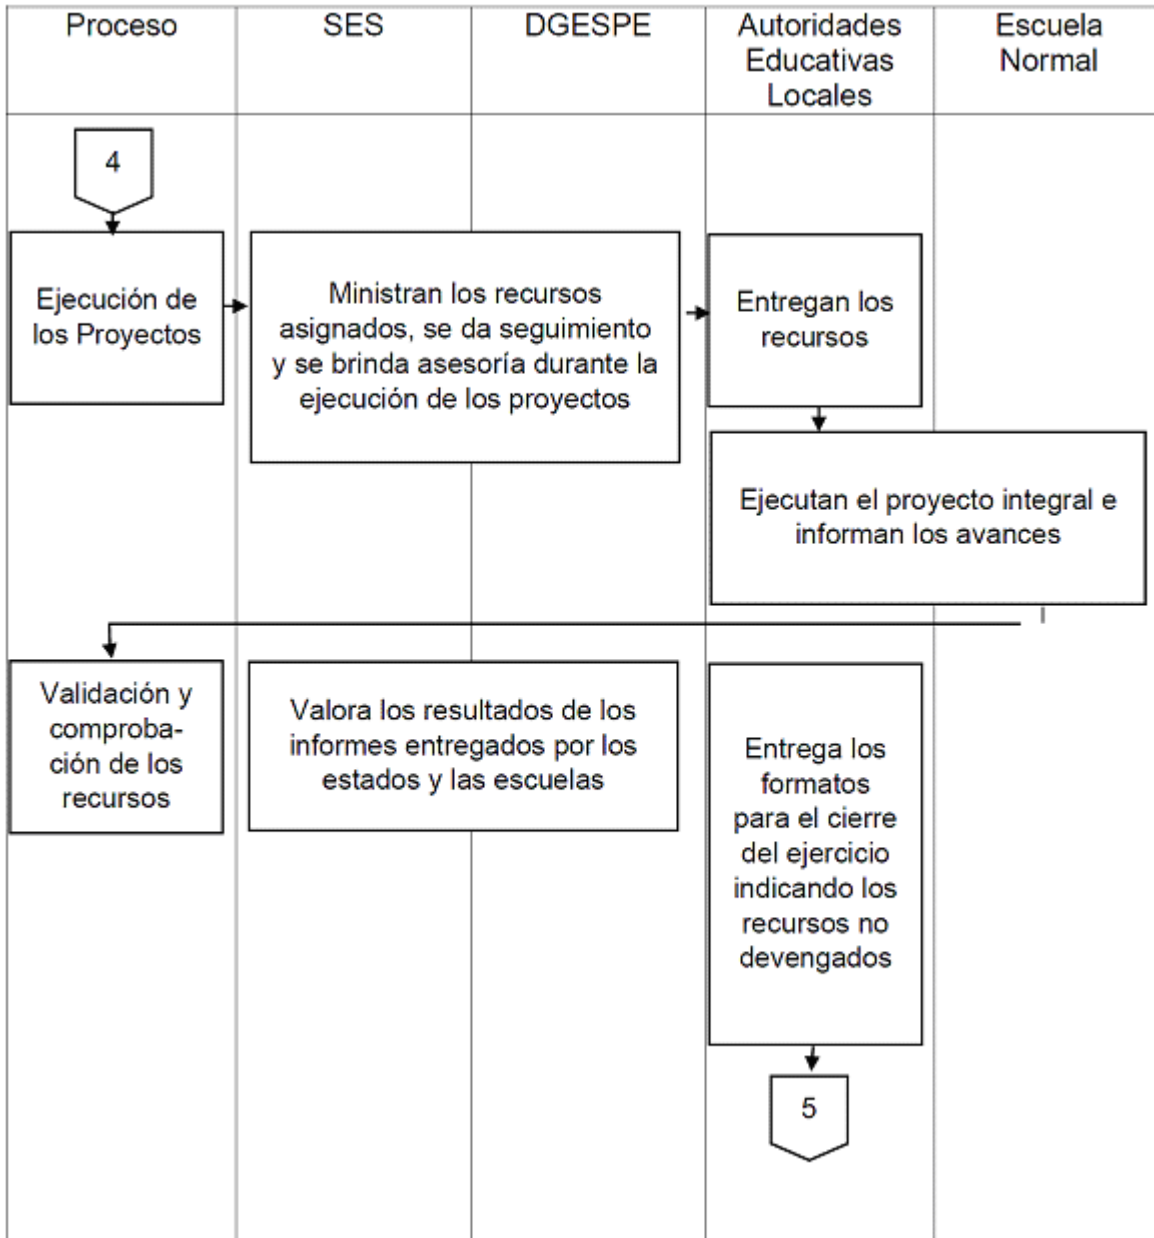 Proceso
SES
DGESPE
Autoridades
Educativas
Locales
Escuela
Normal
4
Ejecución de
los Proyectos
Ministran los recursos
asignados, se da seguimiento
y se brinda asesoría durante la
ejecución de los proyectos
Entregan los
recursos
Ejecutan el proyecto integral e
informan los avances
Validación y
comproba-
ción de los
recursos
Valora los resultados de los
informes entregados por los
estados y las escuelas
Entrega los
formatos
para el cierre
del ejercicio
indicando los
recursos no
devengados
5